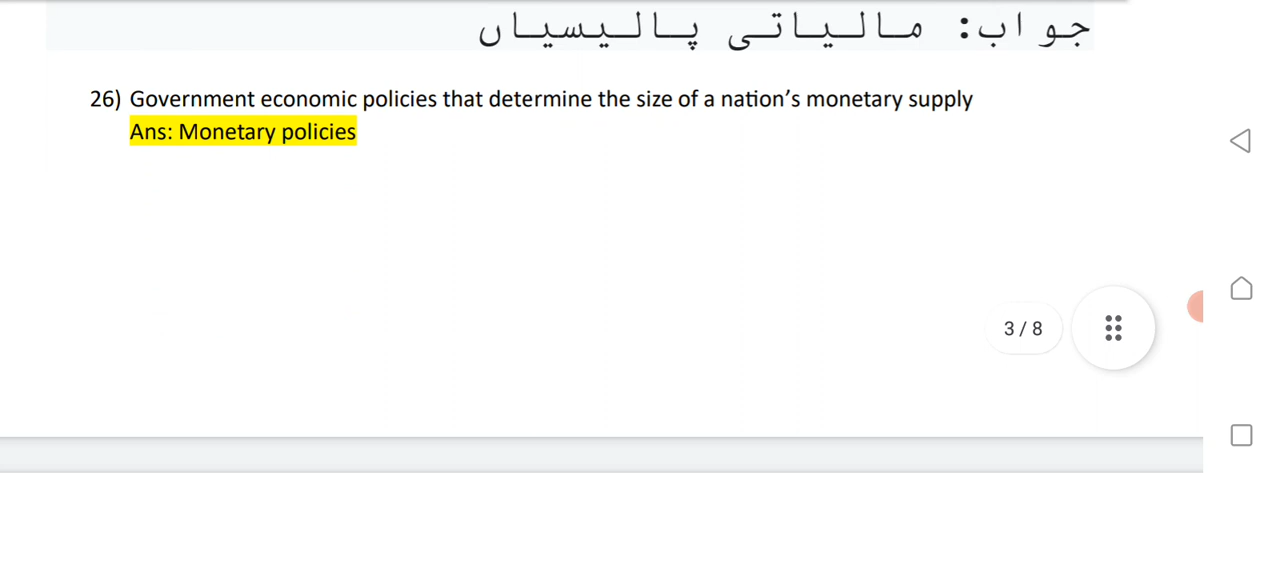 جواب: مالیاتی پالیسیاں
26) Government economic policies that determine the size of a nation’s monetary supply
Ans: Monetary policies
3 / 8